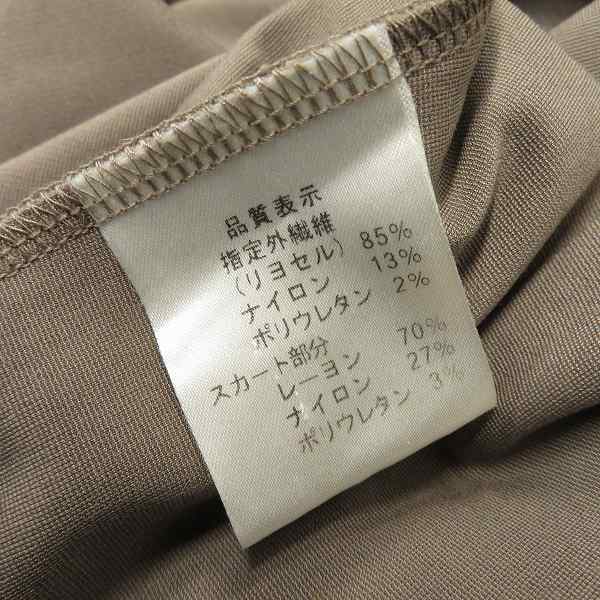 品質表示
指定外繊維
(リヨセル) 85%
ナイロン 13%
ポリウレタン 2%
スカート部分
レーヨン 70%
ナイロン 27%
ポリウレタン 3%